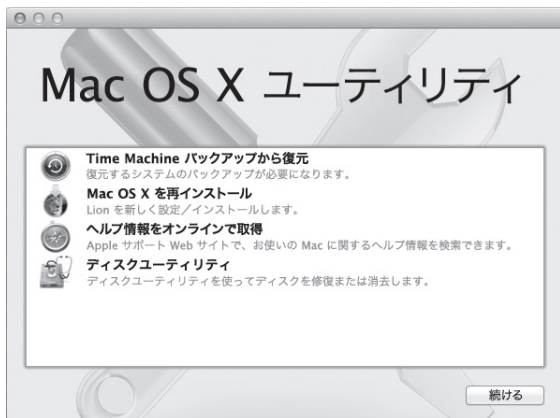 Mac OS X ユーティリティ
Time Machine バックアップから復元
復元するシステムのバックアップが必要になります。
Mac OS X を再インストール
Lion を新しく設定／インストールします。
ヘルプ情報をオンラインで取得
Apple サポート Web サイトで、お使いの Mac に関するヘルプ情報を検索できます。
ディスクユーティリティ
ディスクユーティリティを使ってディスクを修復または消去します。
続ける